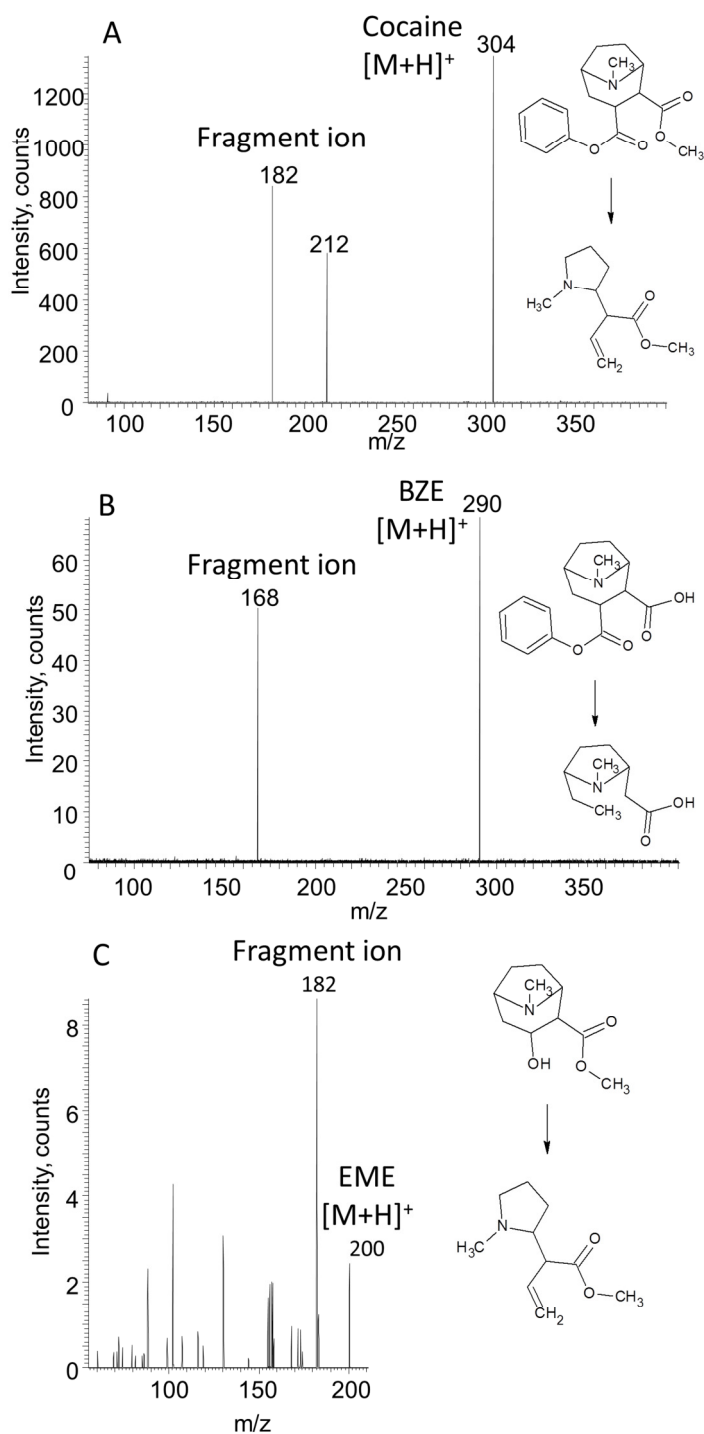 A
Cocaine
[M+H]+
304
Fragment ion
182
212
Intensity, counts
1200
1000
800
600
400
200
0
100
150
200
250
300
350
m/z
N
CH3
O
O
CH3
O
O
N
H3C
O
O
CH3
CH2
B
BZE
[M+H]+
290
Fragment ion
168
Intensity, counts
60
50
40
30
20
10
0
100
150
200
250
300
350
m/z
CH3
N
OH
O
O
O
CH3
N
CH3
OH
O
C
Fragment ion
182
EME
[M+H]+
200
Intensity, counts
8
6
4
2
0
100
150
200
m/z
CH3
N
O
OH
O
CH3
N
H3C
O
O
CH3
CH2